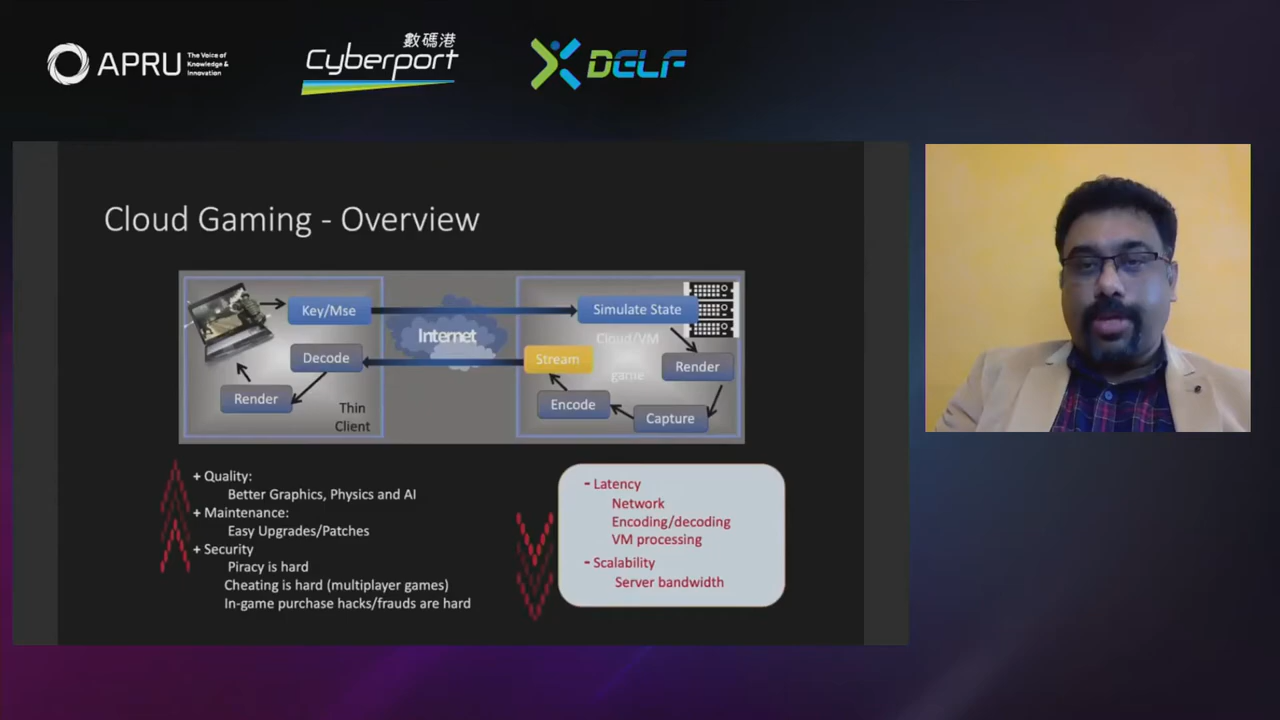 APRU
The Voice of
Knowledge &
Innovation
數碼港
Cyberport
DELF
Cloud Gaming - Overview
Key/Mse
Internet
Simulate State
Cloud/VM
Decode
Stream
Render
game
Render
Encode
Thin
Client
Capture
+ Quality:
Better Graphics, Physics and AI
+ Maintenance:
Easy Upgrades/Patches
+ Security
Piracy is hard
Cheating is hard (multiplayer games)
In-game purchase hacks/frauds are hard
- Latency
Network
Encoding/decoding
VM processing
- Scalability
Server bandwidth